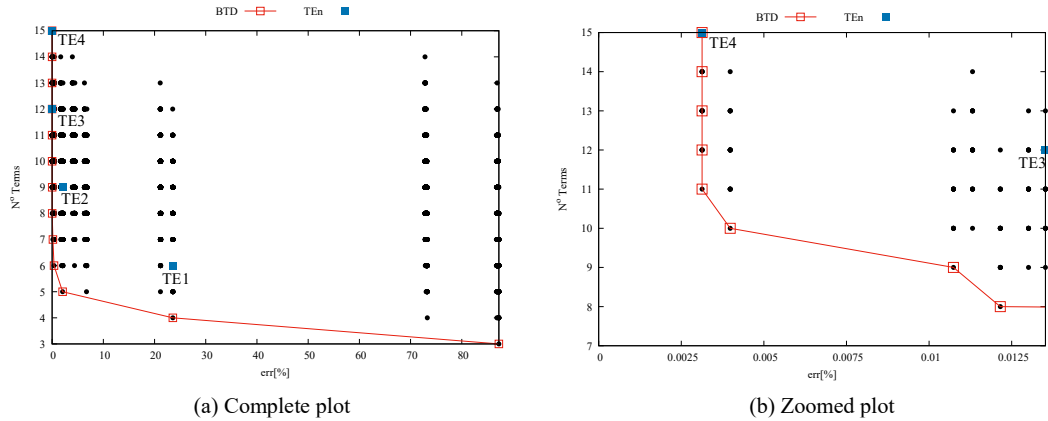 BTD TEn
15
14
13
12
11
10
9
8
7
6
5
4
3
0 10 20 30 40 50 60 70 80
Nº Terms
err[%]
TE4
TE3
TE2
TE1
(a) Complete plot
BTD TEn
15
14
13
12
11
10
9
8
7
0 0.0025 0.005 0.0075 0.01 0.0125
Nº Terms
err[%]
TE4
TE3
(b) Zoomed plot